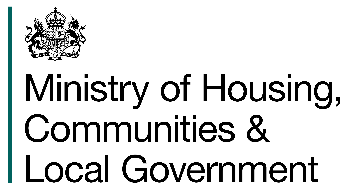 Ministry of Housing,
Communities &
Local Government